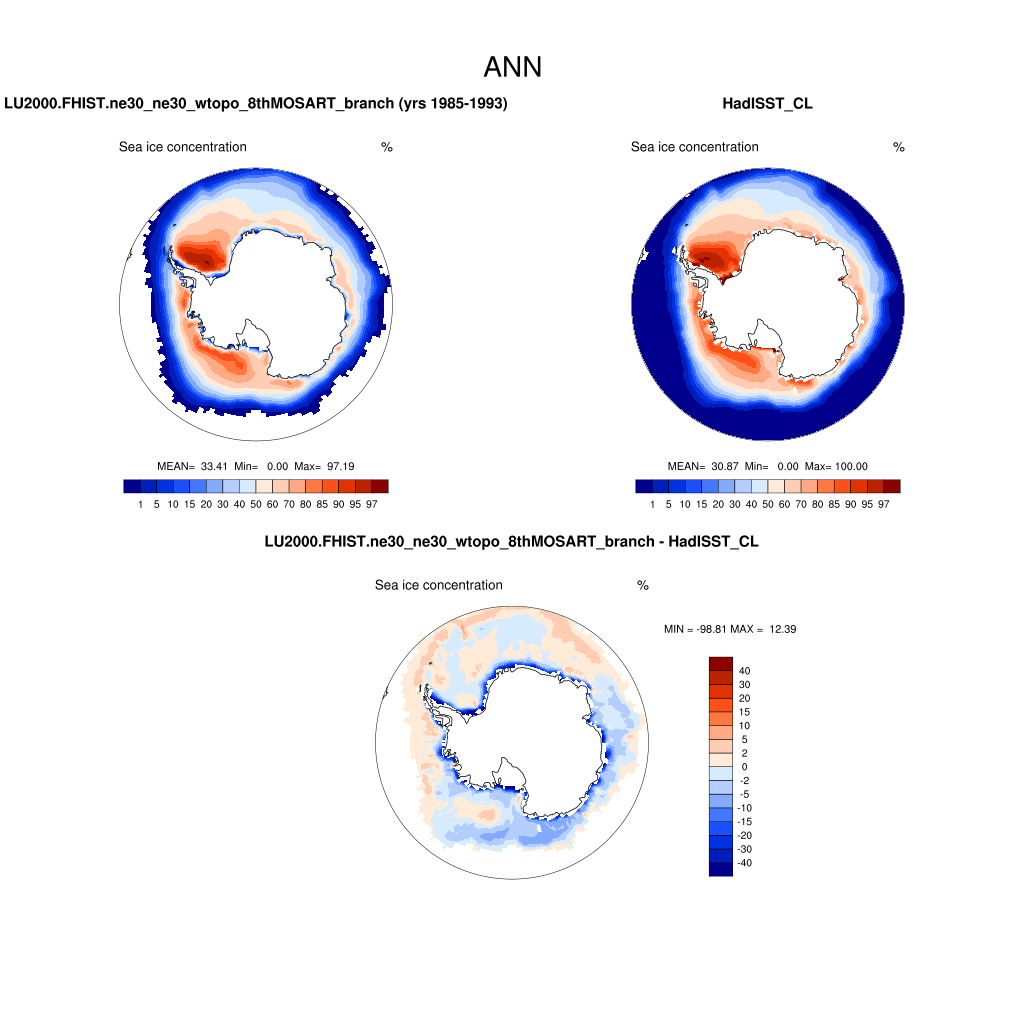 ANN
LU2000.FHIST.ne30_ne30_wtopo_8thMOSART_branch (yrs 1985-1993)
HadISST_CL
Sea ice concentration %
Sea ice concentration %
MEAN= 33.41 Min= 0.00 Max= 97.19
MEAN= 30.87 Min= 0.00 Max= 100.00
1 5 10 15 20 30 40 50 60 70 80 85 90 95 97
1 5 10 15 20 30 40 50 60 70 80 85 90 95 97
LU2000.FHIST.ne30_ne30_wtopo_8thMOSART_branch - HadISST_CL
Sea ice concentration %
MIN = -98.81 MAX = 12.39
40
30
20
15
10
5
2
0
-2
-5
-10
-15
-20
-30
-40